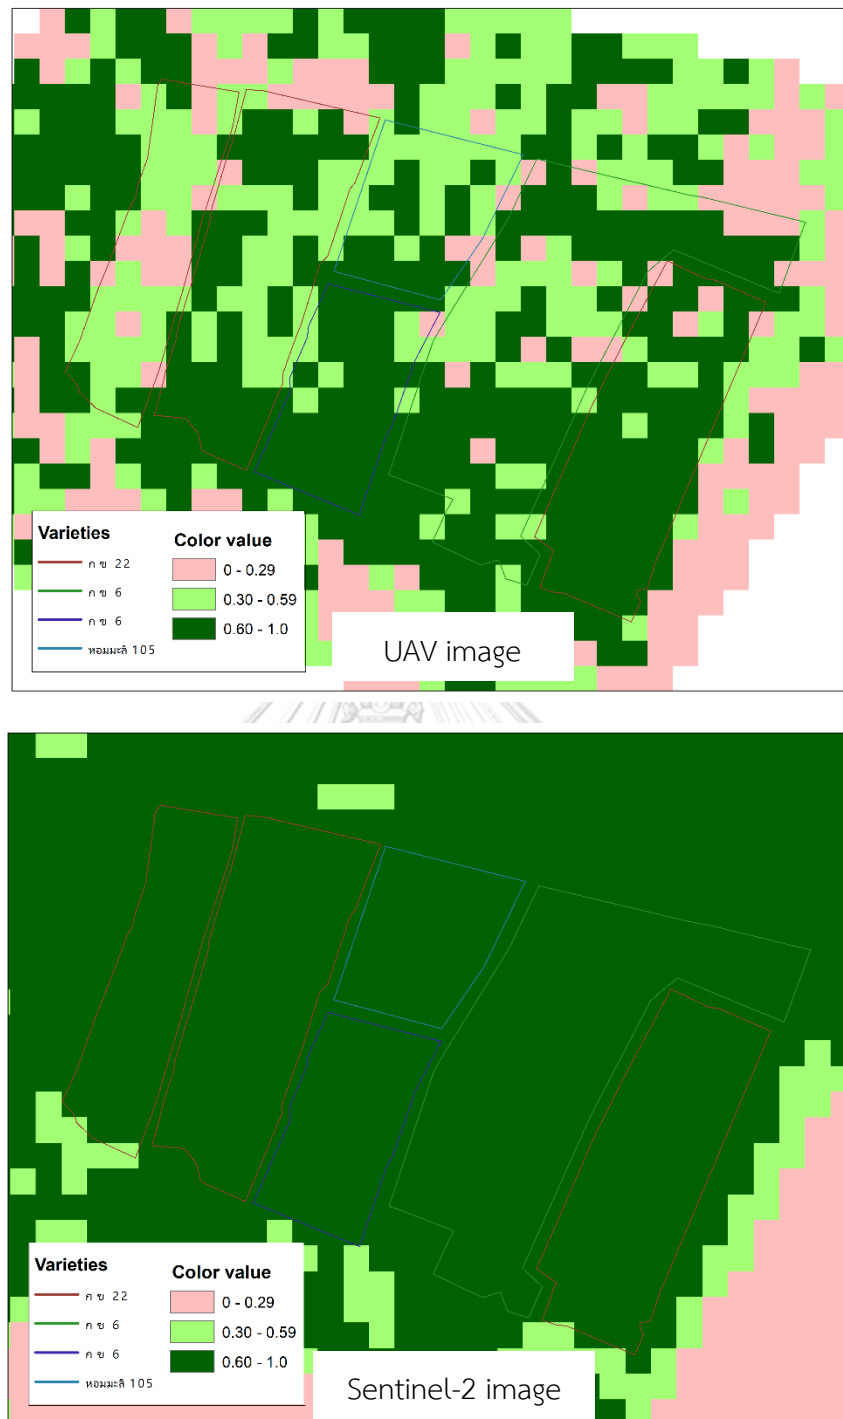 Varieties
ก ข 22
ก ข 6
ก ข 6
หอมมะลิ 105
Color value
0 - 0.29
0.30 - 0.59
0.60 - 1.0
UAV image
Varieties
ก ข 22
ก ข 6
ก ข 6
หอมมะลิ 105
Color value
0 - 0.29
0.30 - 0.59
0.60 - 1.0
Sentinel-2 image